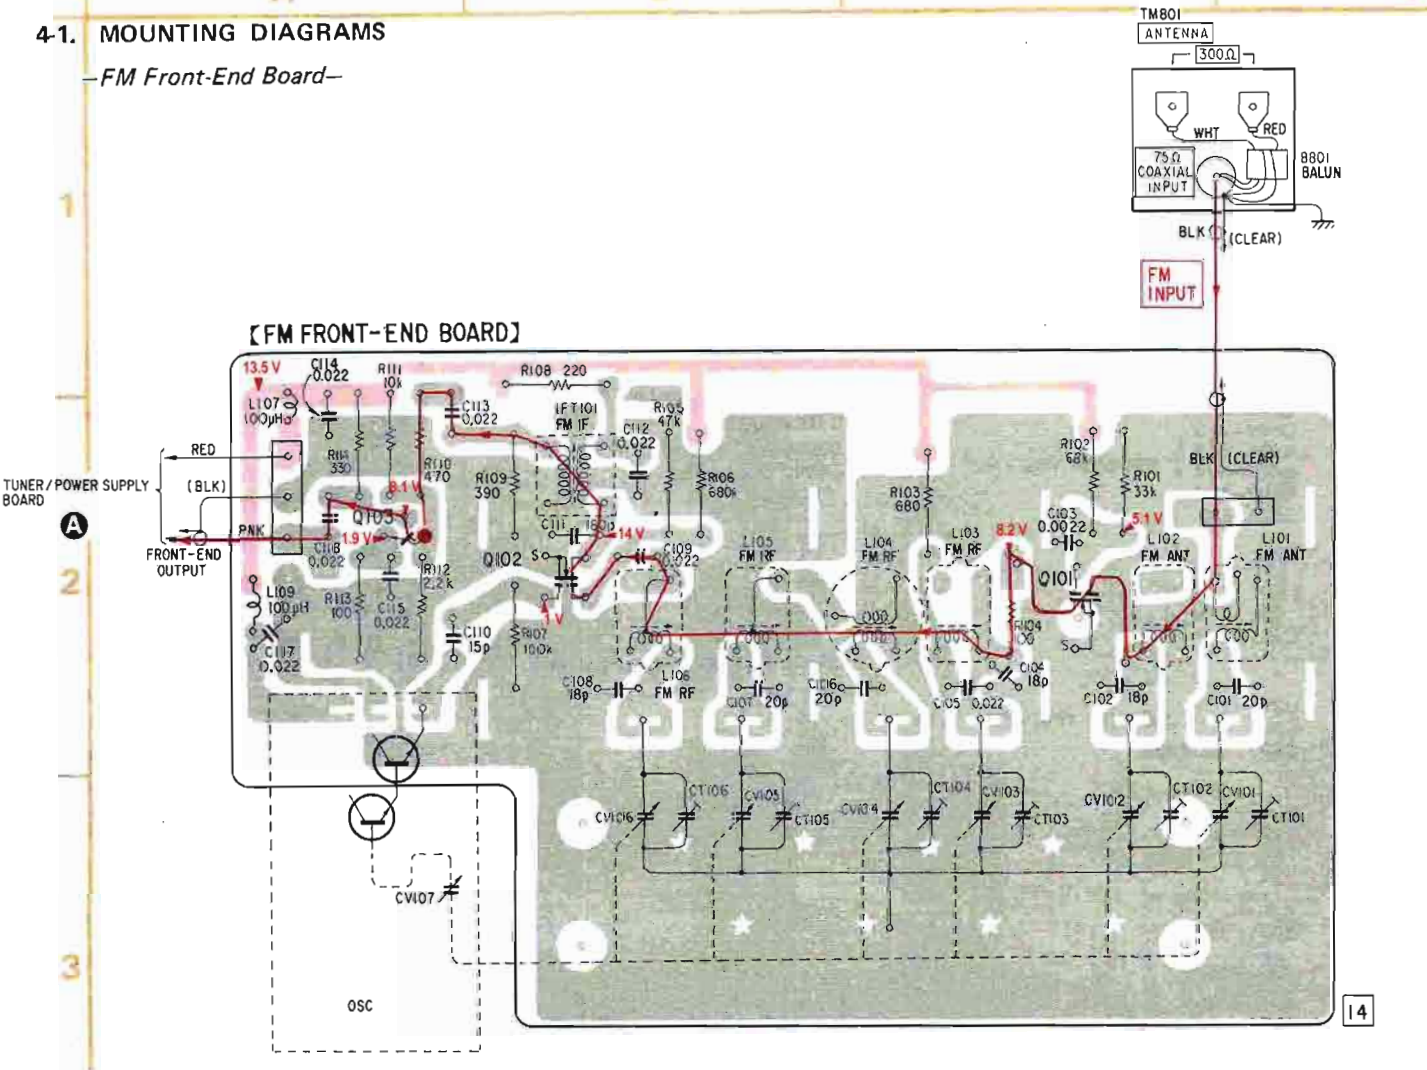 4-1. MOUNTING DIAGRAMS
—FM Front-End Board—
TM801
ANTENNA
300Ω
WHT
RED
75Ω
COAXIAL
INPUT
B801
BALUN
BLK
(CLEAR)
FM
INPUT
1
【FM FRONT-END BOARD】
13.5 V
C114
0.022
R111
10k
R108 220
L107
100μH
C113
0.022
IFT101
FM IF
C112
0.022
R105
47k
R102
68k
RED
(BLK)
PNK
TUNER/POWER SUPPLY
BOARD
A
FRONT-END
OUTPUT
R114
330
8.1 V
R110
470
R109
390
R106
680k
R103
680
R101
33k
BLK
(CLEAR)
Q103
1.9 V
C118
0.022
C111
180p
14 V
C103
0.0022
5.1 V
8.2 V
Q102
S
C109
0.022
L105
FM RF
L104
FM RF
L103
FM RF
Q101
L102
FM ANT
L101
FM ANT
2
L109
100μH
R113
100
C115
0.022
R112
2.2k
1 V
R107
100k
C110
15p
C117
0.022
R104
100
S
C108
18p
L106
FM RF
C107 20p
C106
20p
C105 0.022
C104
18p
C102 18p
C101 20p
CV106
CT106
CV105
CT105
CV104
CT104
CV103
CT103
CV102
CT102
CV101
CT101
CV107
3
OSC
14